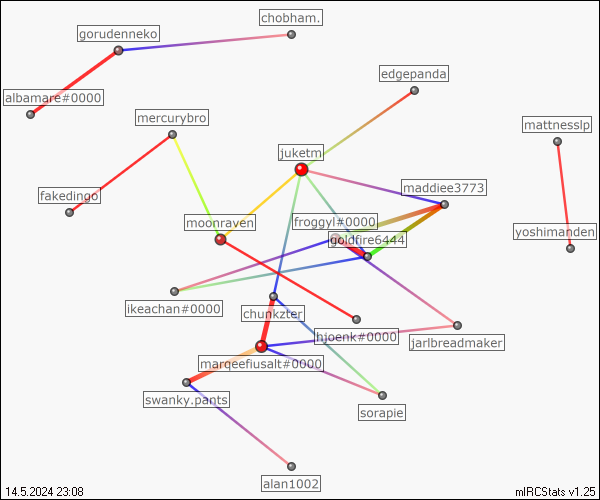 chobham.
gorudenneko
edgepanda
albamare#0000
mercurybro
mattnesslp
juketm
maddiee3773
fakedingo
moonraven
froggyl#0000
yoshimanden
goldfire6444
ikeachan#0000
chunkzter
hjoenk#0000
jarlbreadmaker
marqeefiusalt#0000
swanky.pants
sorapie
alan1002
14.5.2024 23:08
mIRCStats v1.25